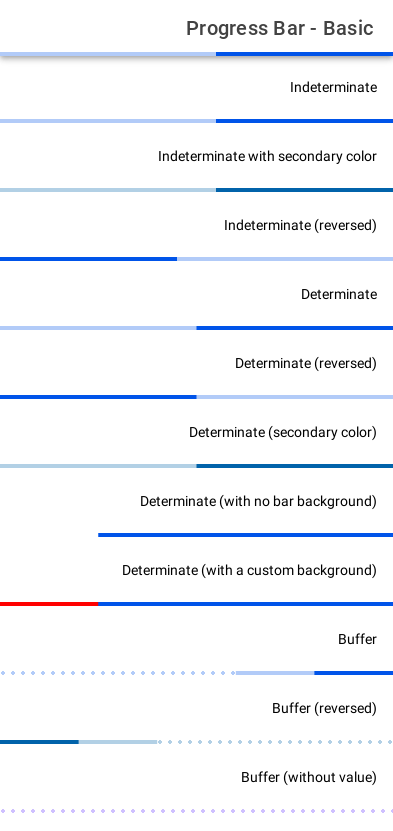 Progress Bar - Basic
Indeterminate
Indeterminate with secondary color
Indeterminate (reversed)
Determinate
Determinate (reversed)
Determinate (secondary color)
Determinate (with no bar background)
Determinate (with a custom background)
Buffer
Buffer (reversed)
Buffer (without value)